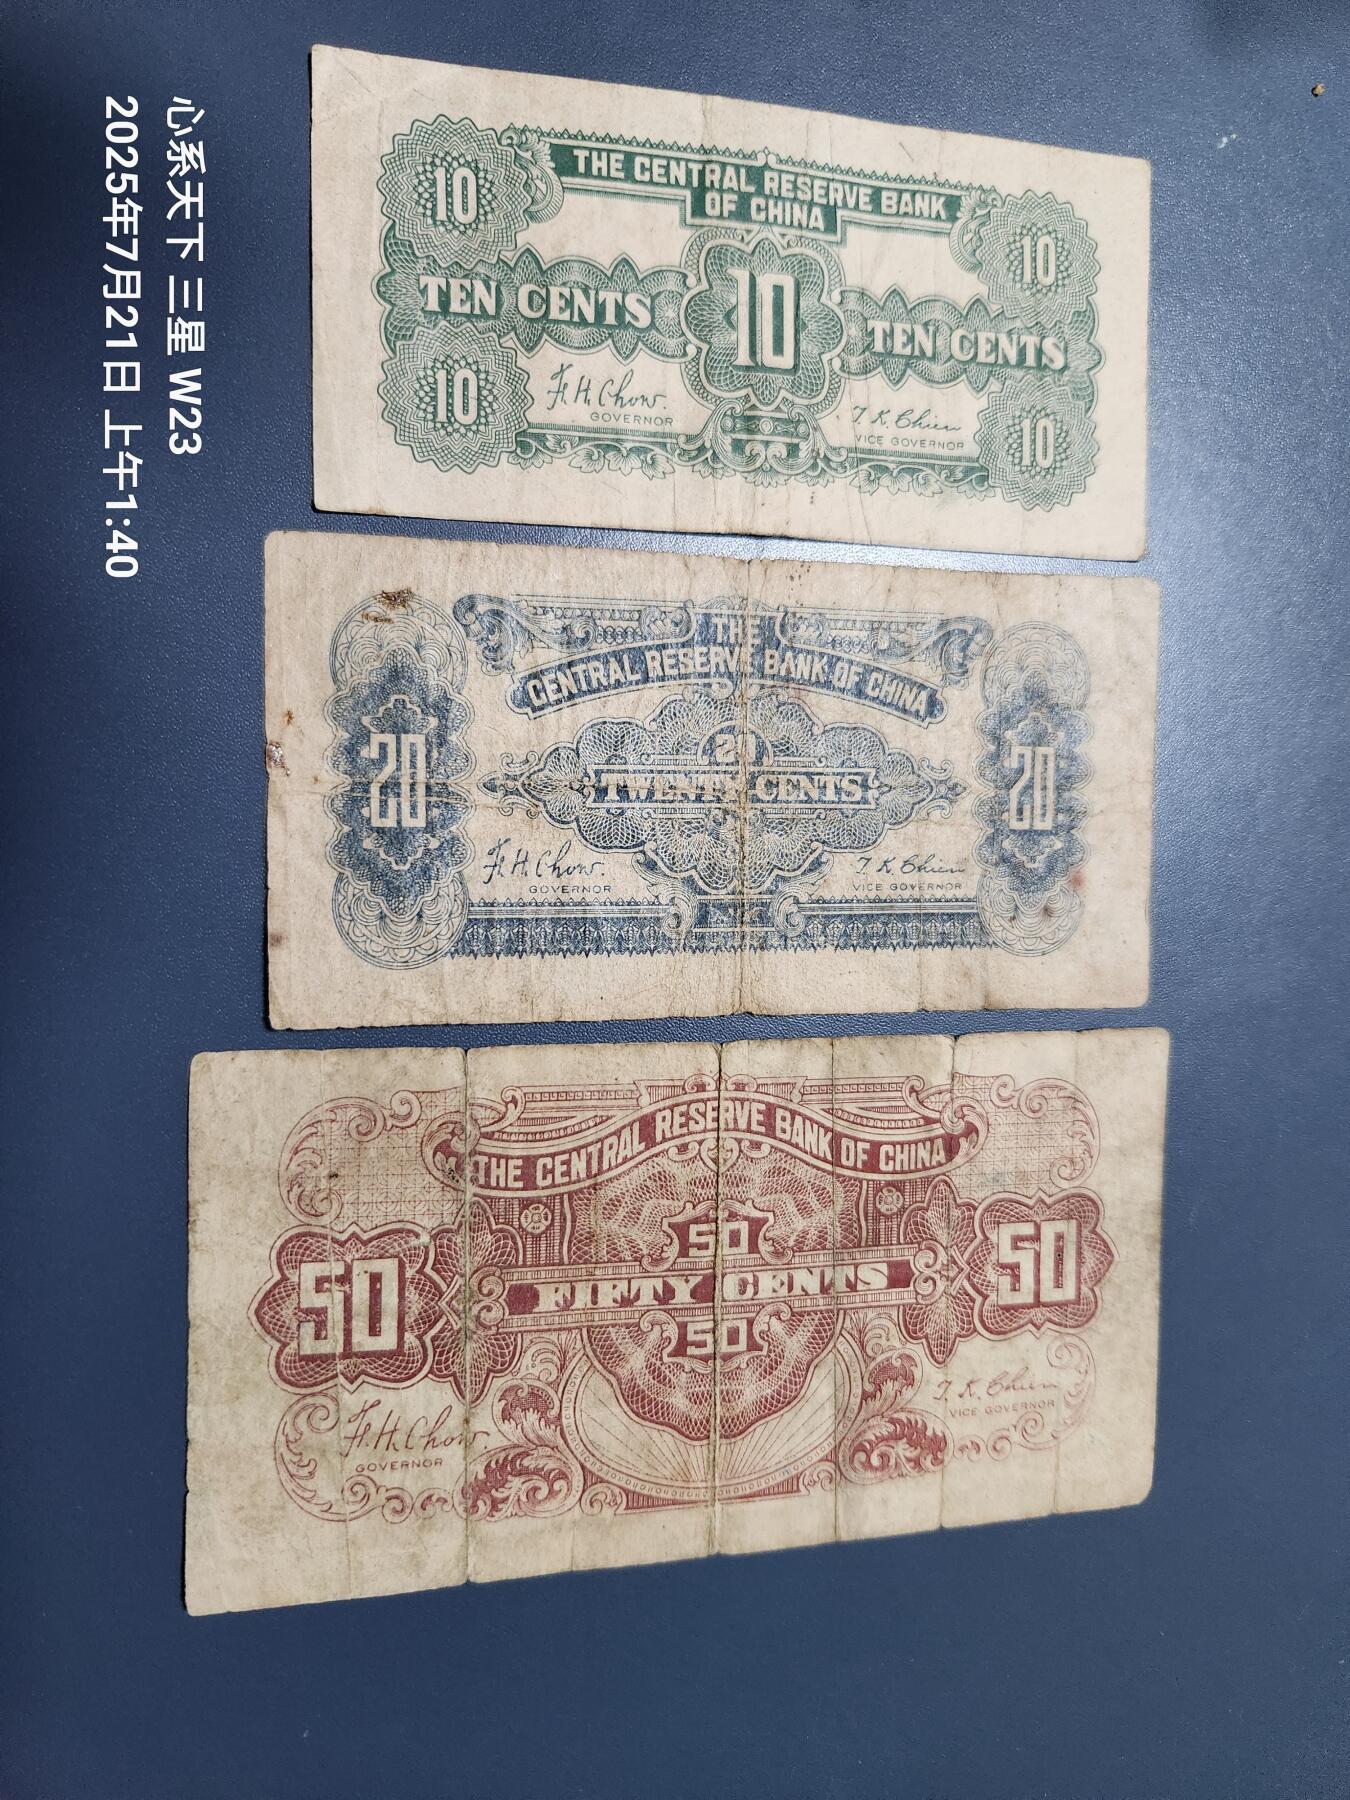 心系天下 三星 W23
2025年7月21日 上午1:40
10
10
THE CENTRAL RESERVE BANK
OF CHINA
TEN CENTS
10
TEN CENTS
10
10
F. H. Chow.
GOVERNOR
T. K. Chien
VICE GOVERNOR
THE
CENTRAL RESERVE BANK OF CHINA
20
20
20
TWENTY CENTS
F. H. Chow.
GOVERNOR
T. K. Chien
VICE GOVERNOR
THE CENTRAL RESERVE BANK OF CHINA
50
50
50
FIFTY CENTS
50
F. H. Chow.
GOVERNOR
T. K. Chien
VICE GOVERNOR